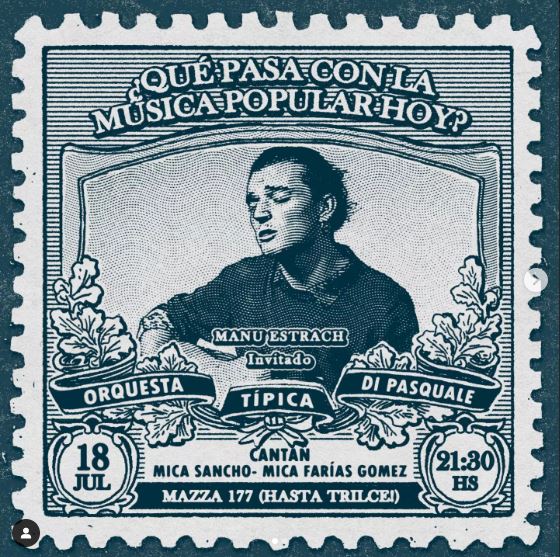 ¿QUÉ PASA CON LA
MÚSICA POPULAR HOY?
MANU ESTRACH
Invitado
ORQUESTA
TÍPICA
DI PASQUALE
CANTAN
MICA SANCHO- MICA FARÍAS GOMEZ
18
JUL
21:30
HS
MAZZA 177 (HASTA TRILCE!)